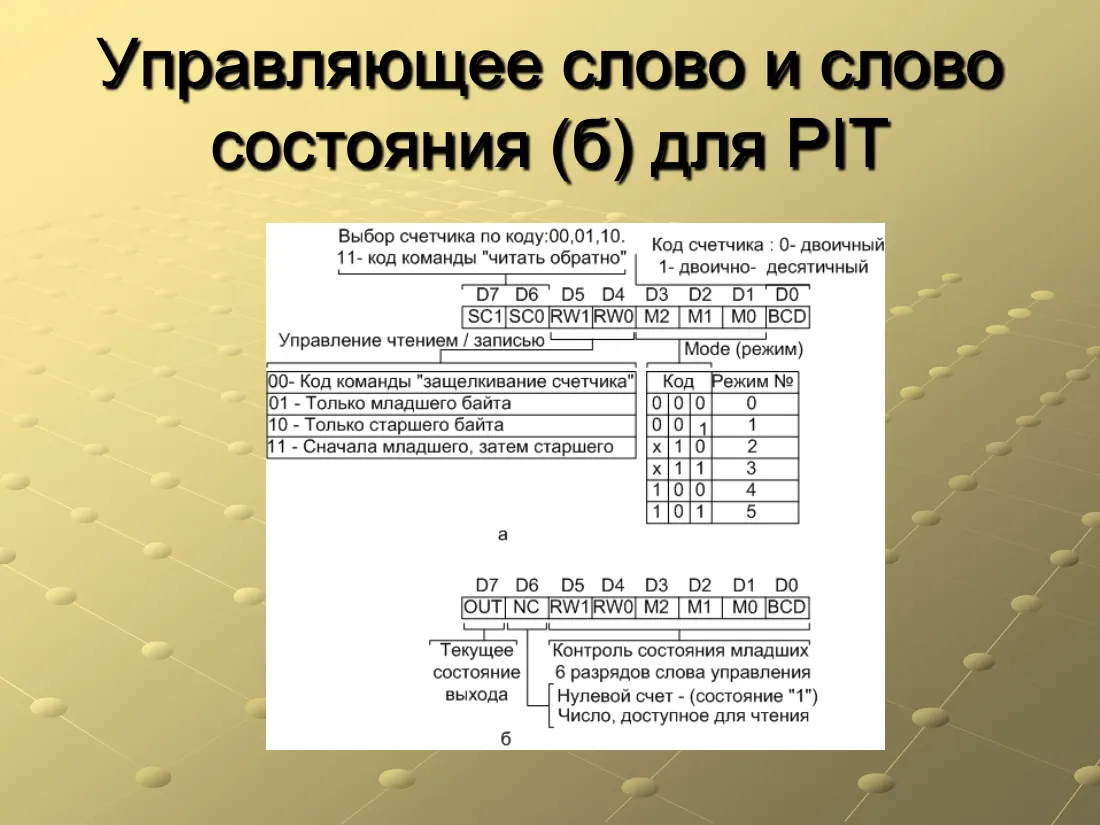 Управляющее слово и слово
состояния (б) для PIT
Выбор счетчика по коду:00,01,10.
11- код команды "читать обратно"
Код счетчика : 0- двоичный
1- двоично- десятичный
D7 D6 D5 D4 D3 D2 D1 D0
SC1 SC0 RW1 RW0 M2 M1 M0 BCD
Управление чтением / записью
Mode (режим)
00- Код команды "защелкивание счетчика"
01 - Только младшего байта
10 - Только старшего байта
11 - Сначала младшего, затем старшего
Код Режим №
0 0 0 0
0 0 1 1
x 1 0 2
x 1 1 3
1 0 0 4
1 0 1 5
а
D7 D6 D5 D4 D3 D2 D1 D0
OUT NC RW1 RW0 M2 M1 M0 BCD
Текущее
состояние
выхода
Контроль состояния младших
6 разрядов слова управления
Нулевой счет - (состояние "1")
Число, доступное для чтения
б